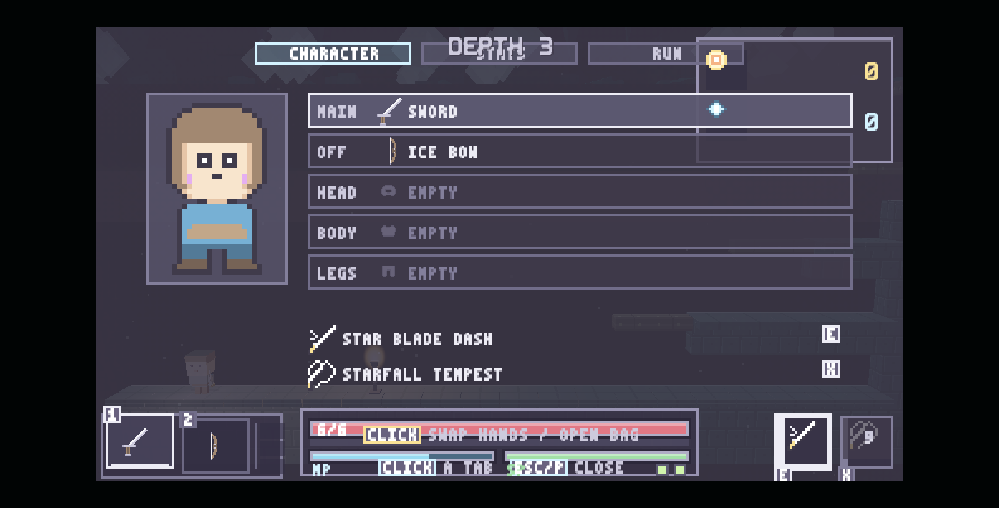 DEPTH 3
CHARACTER
STATS
RUN
0
MAIN SWORD
0
OFF ICE BOW
HEAD EMPTY
BODY EMPTY
LEGS EMPTY
STAR BLADE DASH E
STARFALL TEMPEST X
1
2
6/6
CLICK SWAP HANDS / OPEN BAG
9
MP
CLICK A TAB
ESC/P CLOSE
E
X